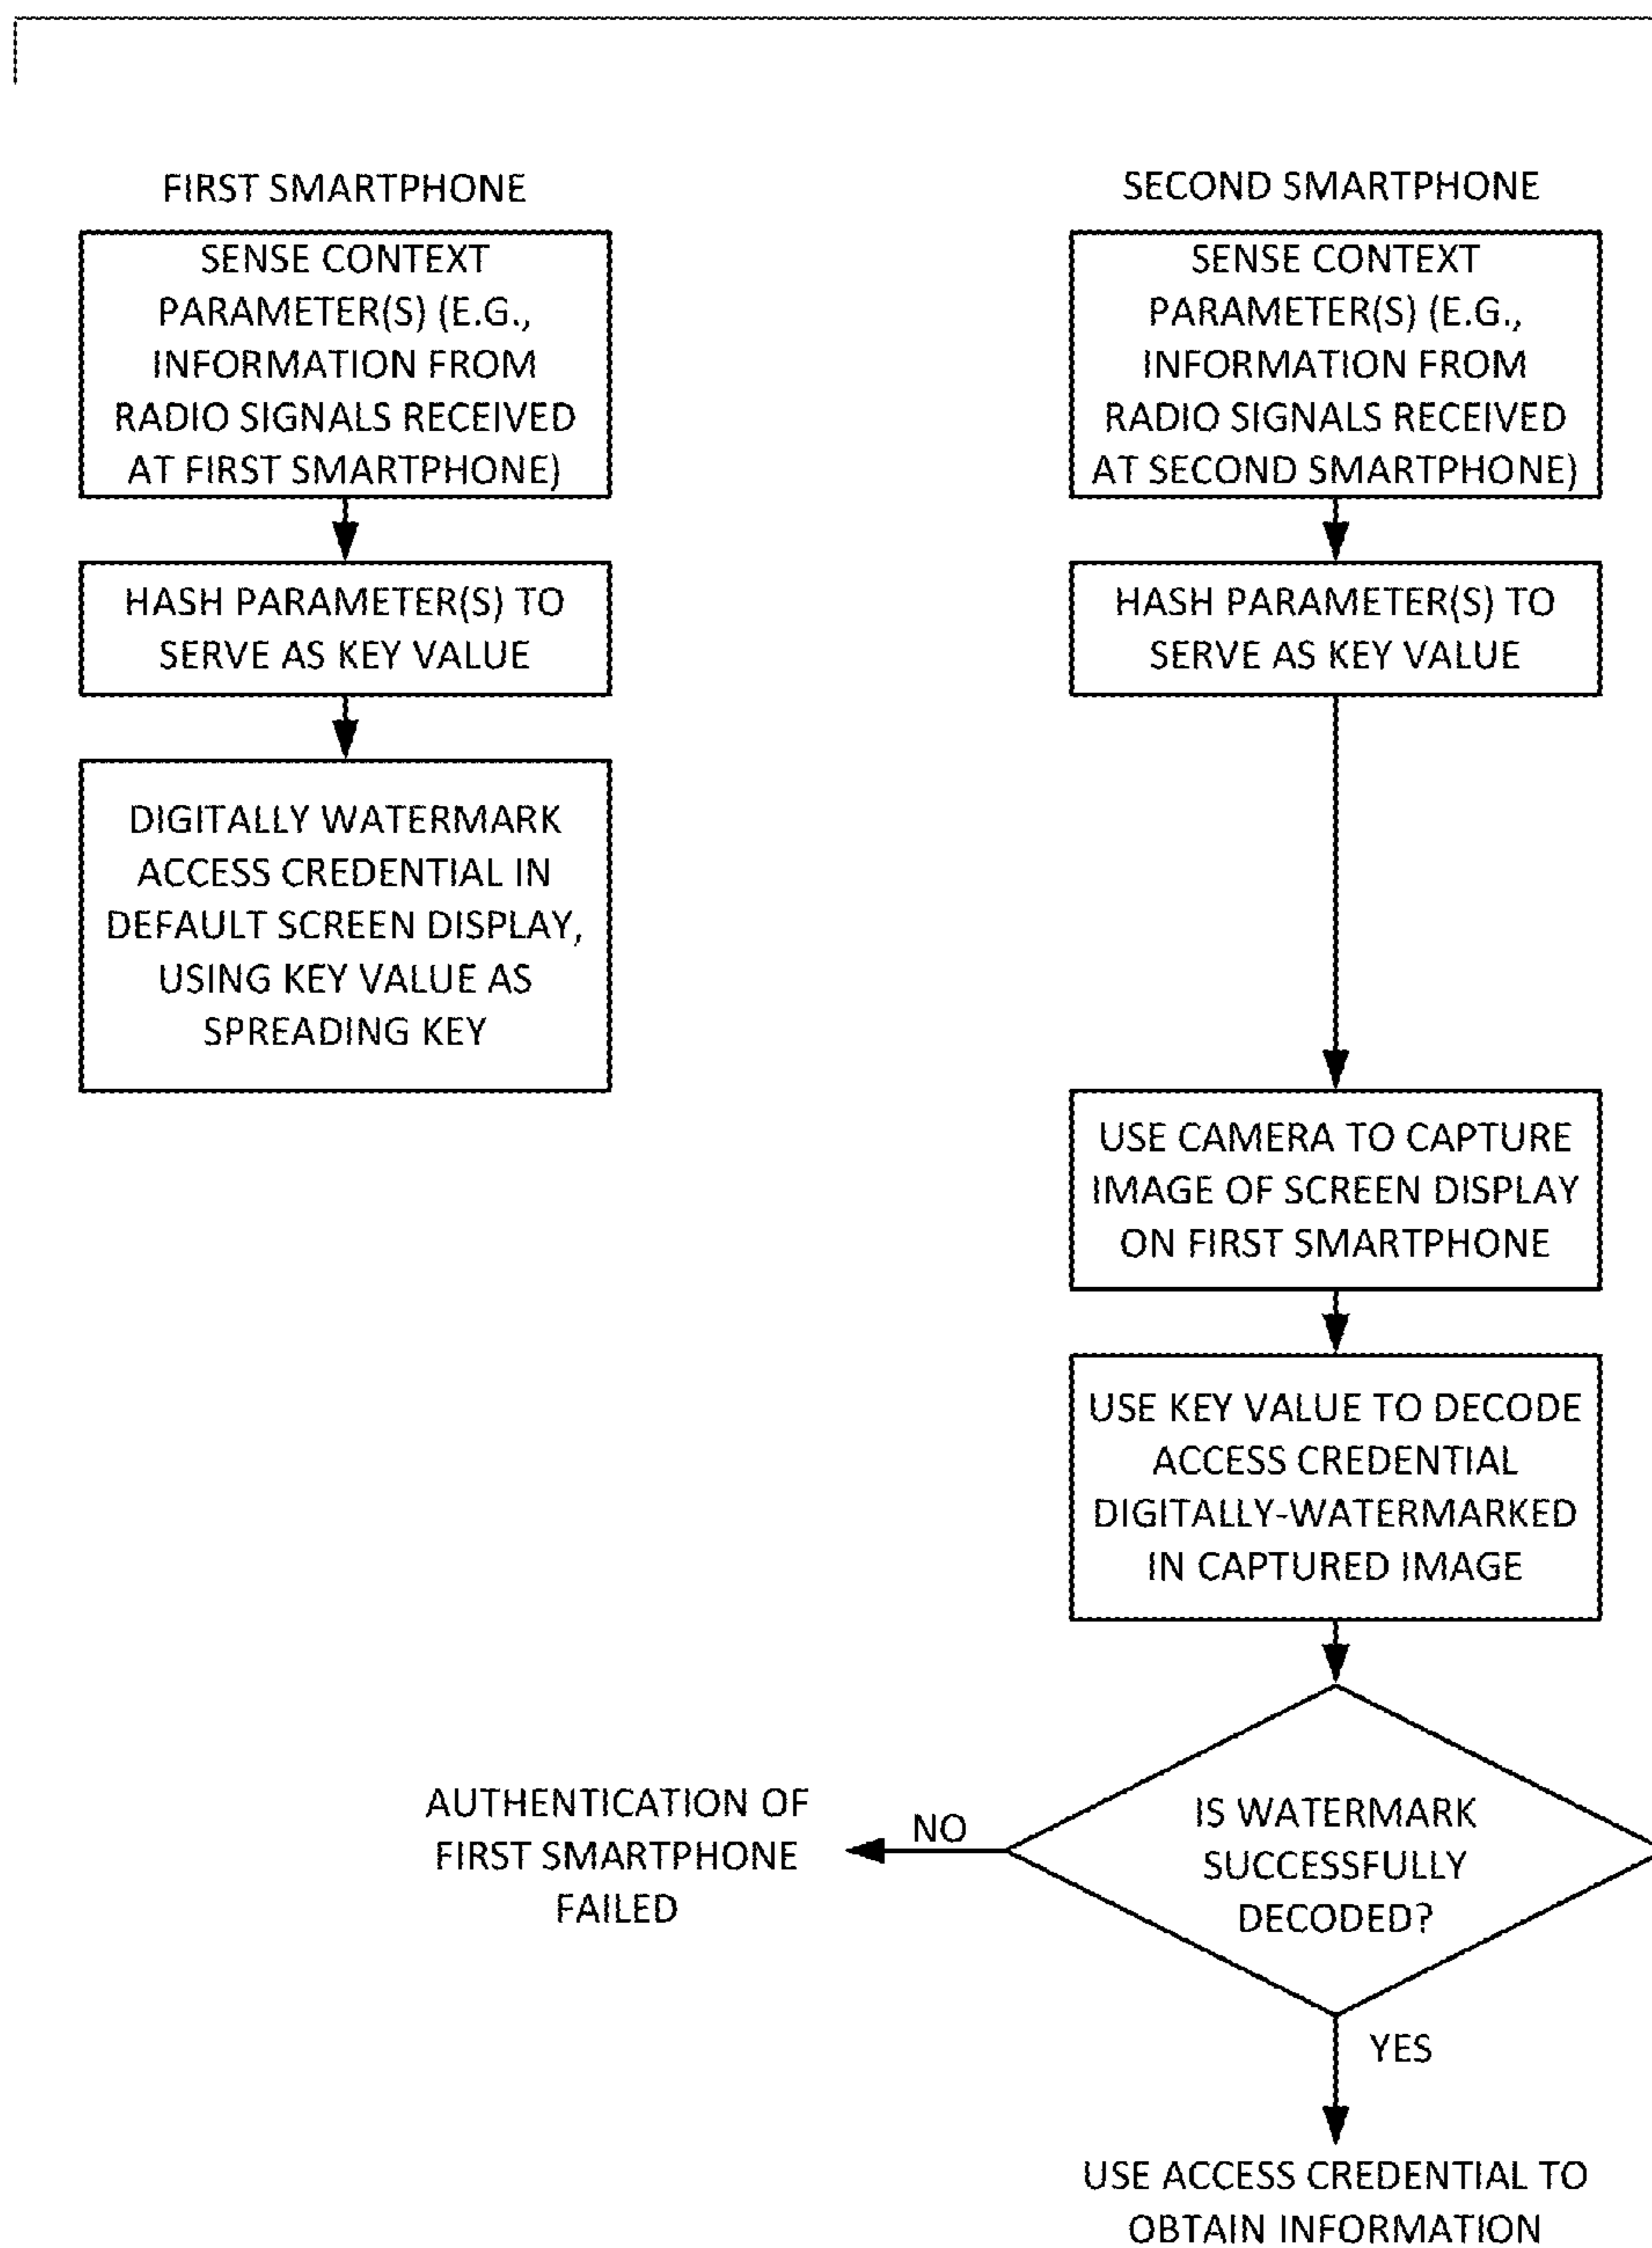 FIRST SMARTPHONE
SENSE CONTEXT
PARAMETER(S) (E.G.,
INFORMATION FROM
RADIO SIGNALS RECEIVED
AT FIRST SMARTPHONE)
HASH PARAMETER(S) TO
SERVE AS KEY VALUE
DIGITALLY WATERMARK
ACCESS CREDENTIAL IN
DEFAULT SCREEN DISPLAY,
USING KEY VALUE AS
SPREADING KEY
SECOND SMARTPHONE
SENSE CONTEXT
PARAMETER(S) (E.G.,
INFORMATION FROM
RADIO SIGNALS RECEIVED
AT SECOND SMARTPHONE)
HASH PARAMETER(S) TO
SERVE AS KEY VALUE
USE CAMERA TO CAPTURE
IMAGE OF SCREEN DISPLAY
ON FIRST SMARTPHONE
USE KEY VALUE TO DECODE
ACCESS CREDENTIAL
DIGITALLY-WATERMARKED
IN CAPTURED IMAGE
IS WATERMARK
SUCCESSFULLY
DECODED?
NO
AUTHENTICATION OF
FIRST SMARTPHONE
FAILED
YES
USE ACCESS CREDENTIAL TO
OBTAIN INFORMATION